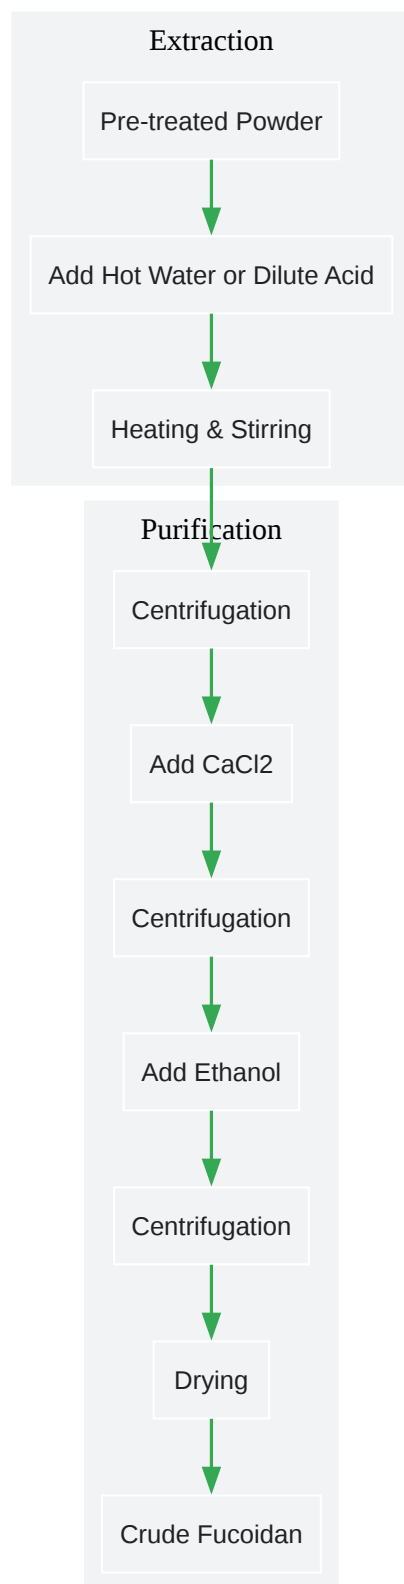 Extraction
Pre-treated Powder
Add Hot Water or Dilute Acid
Heating & Stirring
Purification
Centrifugation
Add CaCl2
Centrifugation
Add Ethanol
Centrifugation
Drying
Crude Fucoidan